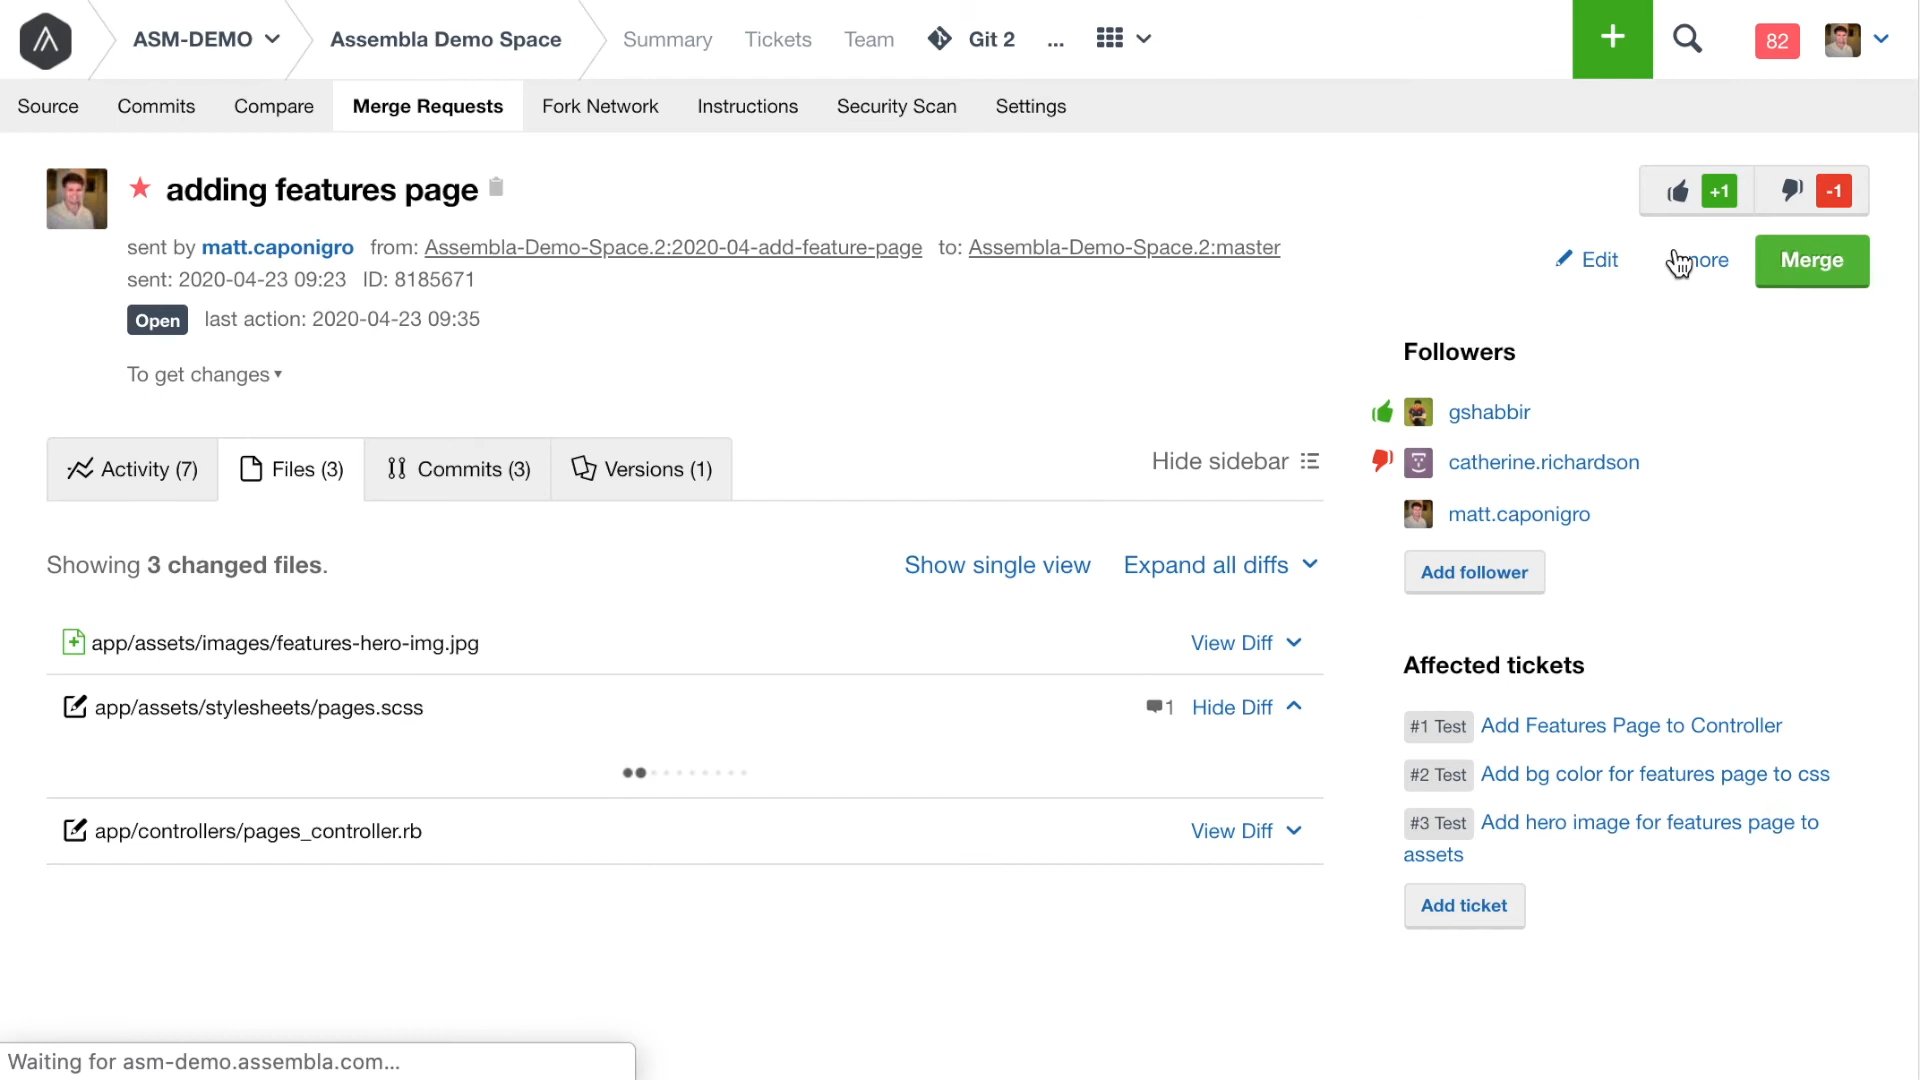 ASM-DEMO
Assembla Demo Space
Summary
Tickets
Team
Git 2
...
82
Source
Commits
Compare
Merge Requests
Fork Network
Instructions
Security Scan
Settings
adding features page
+1
-1
sent by matt.caponigro from: Assembla-Demo-Space.2:2020-04-add-feature-page to: Assembla-Demo-Space.2:master
Edit
more
Merge
sent: 2020-04-23 09:23 ID: 8185671
Open last action: 2020-04-23 09:35
To get changes
Followers
gshabbir
catherine.richardson
matt.caponigro
Add follower
Activity (7)
Files (3)
Commits (3)
Versions (1)
Hide sidebar
Showing 3 changed files.
Show single view
Expand all diffs
app/assets/images/features-hero-img.jpg
View Diff
app/assets/stylesheets/pages.scss
1
Hide Diff
app/controllers/pages_controller.rb
View Diff
Affected tickets
#1 Test Add Features Page to Controller
#2 Test Add bg color for features page to css
#3 Test Add hero image for features page to
assets
Add ticket
Waiting for asm-demo.assembla.com...